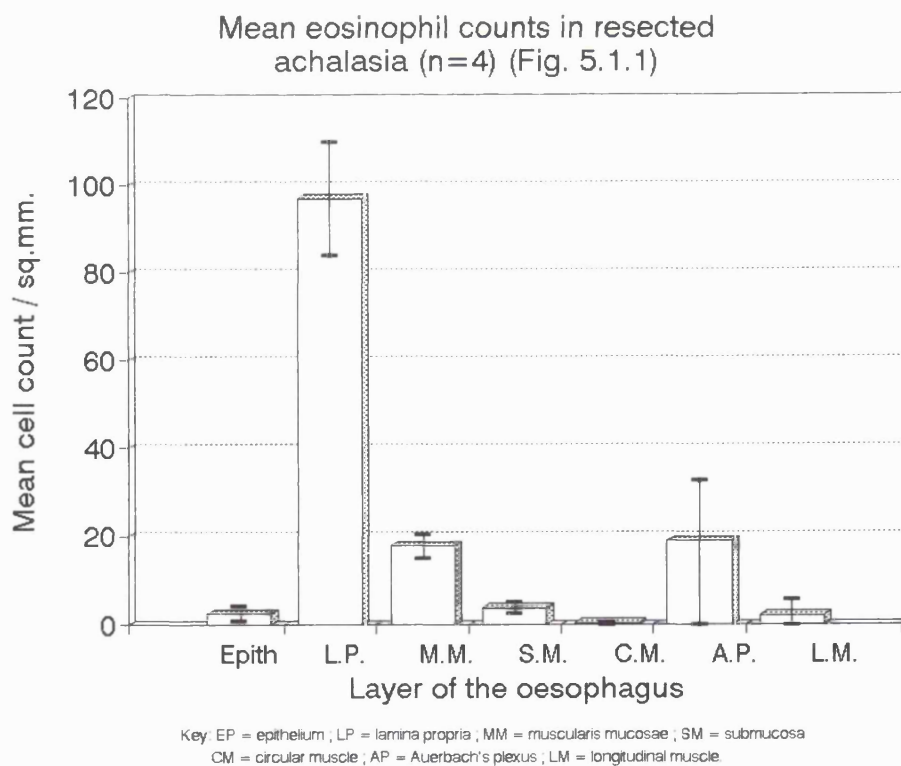 Mean eosinophil counts in resected
achalasia (n=4) (Fig. 5.1.1)
Mean cell count / sq.mm.
120
100
80
60
40
20
0
Epith L.P. M.M. S.M. C.M. A.P. L.M.
Layer of the oesophagus
Key: EP = epithelium ; LP = lamina propria ; MM = muscularis mucosae ; SM = submucosa
CM = circular muscle ; AP = Auerbach's plexus ; LM = longitudinal muscle.